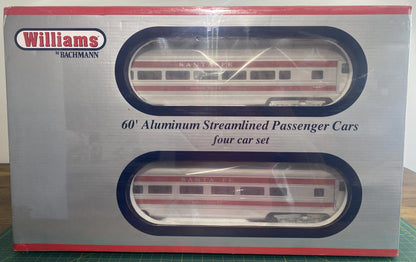 Williams
by BACHMANN
SANTA FE
60' Aluminum Streamlined Passenger Cars
four car set
SANTA FE